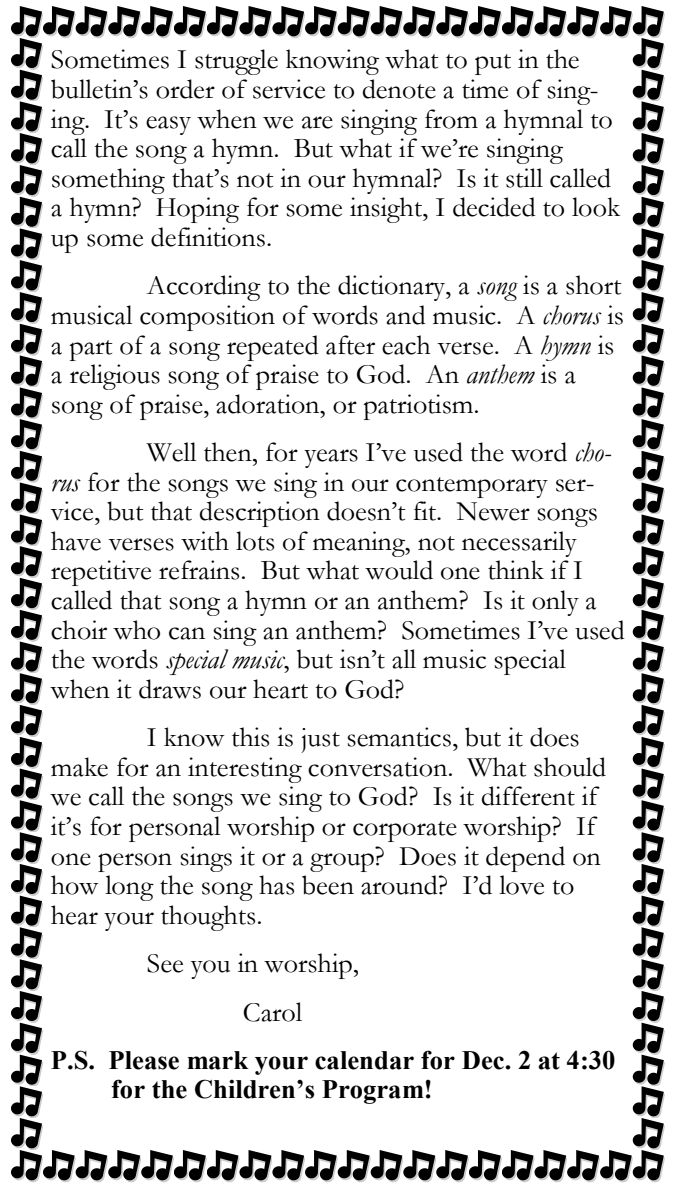 Sometimes I struggle knowing what to put in the
bulletin's order of service to denote a time of sing-
ing.  It's easy when we are singing from a hymnal to
call the song a hymn.  But what if we're singing
something that's not in our hymnal?  Is it still called
a hymn?  Hoping for some insight, I decided to look
up some definitions.
According to the dictionary, a song is a short
musical composition of words and music.  A chorus is
a part of a song repeated after each verse.  A hymn is
a religious song of praise to God.  An anthem is a
song of praise, adoration, or patriotism.
Well then, for years I've used the word cho-
rus for the songs we sing in our contemporary ser-
vice, but that description doesn't fit.  Newer songs
have verses with lots of meaning, not necessarily
repetitive refrains.  But what would one think if I
called that song a hymn or an anthem?  Is it only a
choir who can sing an anthem?  Sometimes I've used
the words special music, but isn't all music special
when it draws our heart to God?
I know this is just semantics, but it does
make for an interesting conversation.  What should
we call the songs we sing to God?  Is it different if
it's for personal worship or corporate worship?  If
one person sings it or a group?  Does it depend on
how long the song has been around?  I'd love to
hear your thoughts.
See you in worship,
Carol
P.S.  Please mark your calendar for Dec. 2 at 4:30
for the Children's Program!